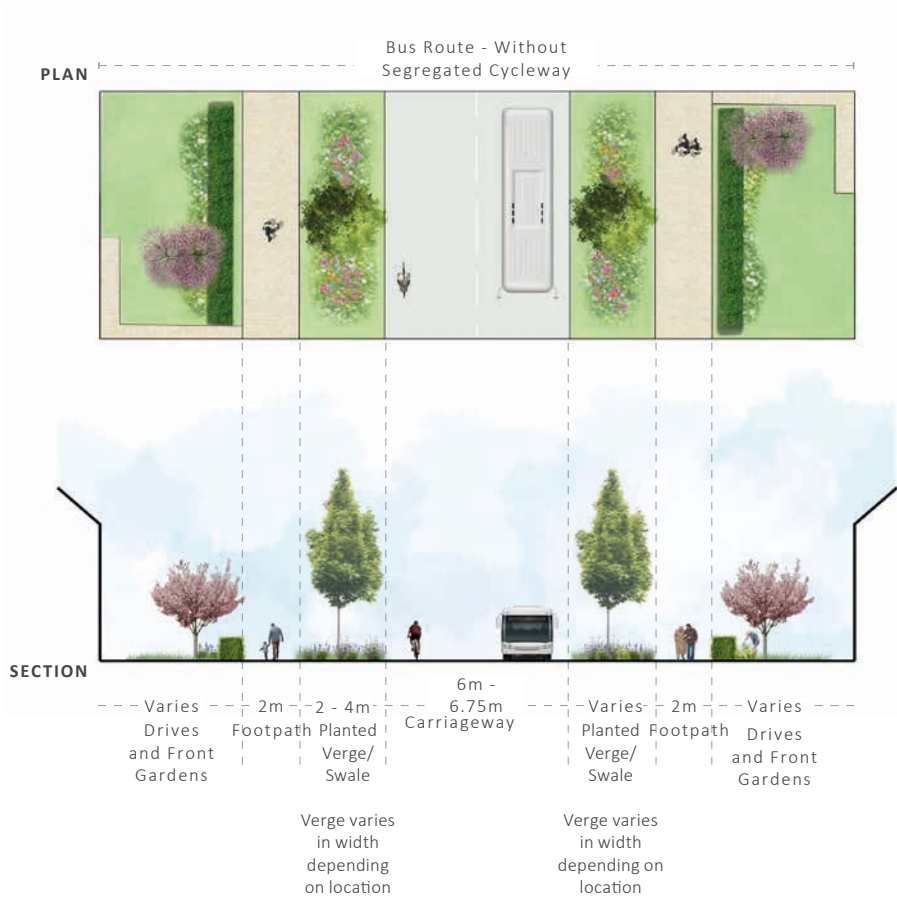 Bus Route - Without
Segregated Cycleway
PLAN
SECTION
Varies
Drives
and Front
Gardens
2m
Footpath
2 - 4m
Planted
Verge/
Swale
Verge varies
in width
depending
on location
6m -
6.75m
Carriageway
Varies
Planted
Verge/
Swale
Verge varies
in width
depending on
location
2m
Footpath
Varies
Drives
and Front
Gardens